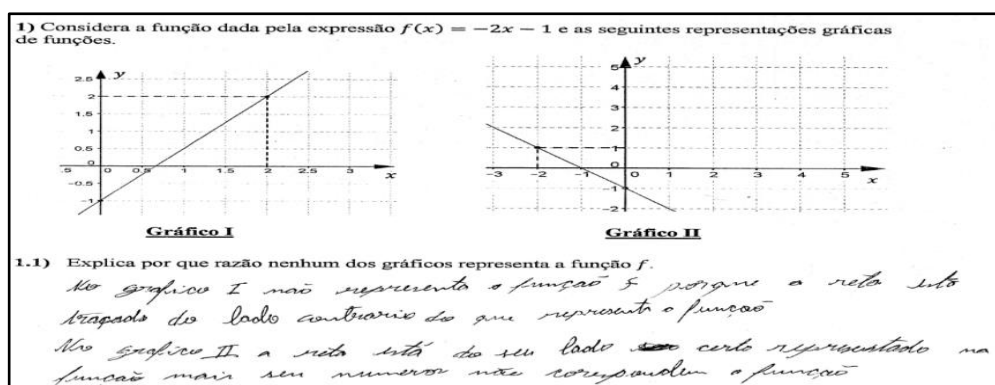 1) Considera a função dada pela expressão f(x) = −2x − 1 e as seguintes representações gráficas
de funções.
y
2.5
2
1.5
1
0.5
0
.5 0 0.5 1 1.5 2 2.5 3 x
−0.5
−1
Gráfico I
y
5
4
3
2
1
0
−3 −2 −1 0 1 2 3 4 5 x
−1
−2
Gráfico II
1.1) Explica por que razão nenhum dos gráficos representa a função f.
No grafico I não representa a função f porque a reta está
traçada do lado contrario do que representa a função
No grafico II a reta está do seu lado certo representado na
funcão mais seu numeros não corespondem a função